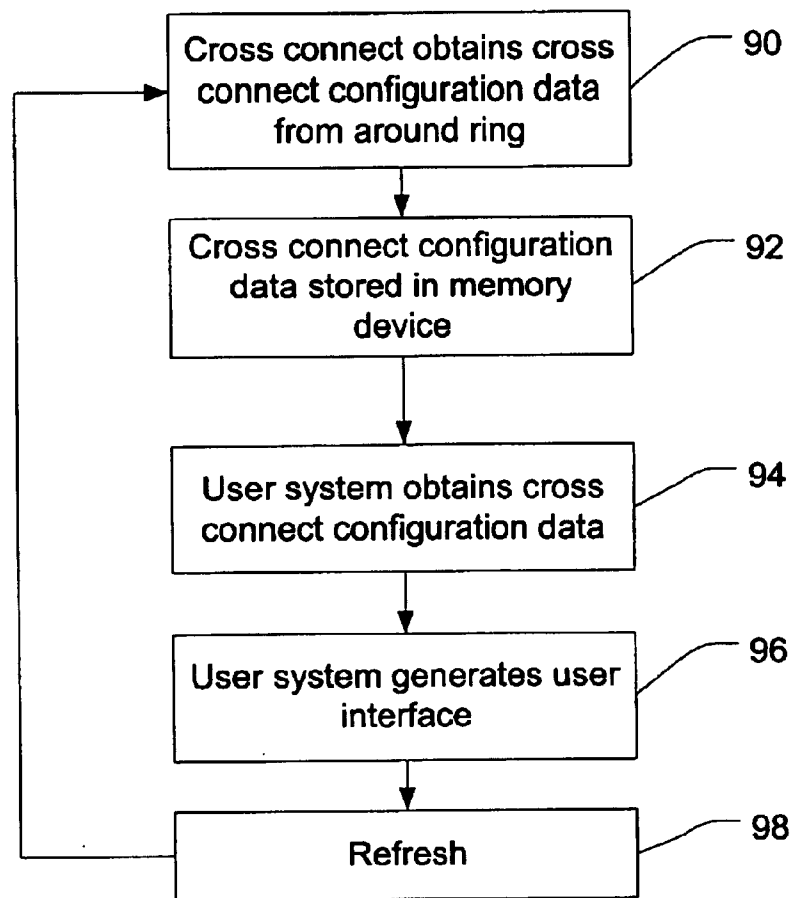 Cross connect obtains cross
connect configuration data
from around ring
90
Cross connect configuration
data stored in memory
device
92
User system obtains cross
connect configuration data
94
User system generates user
interface
96
Refresh
98